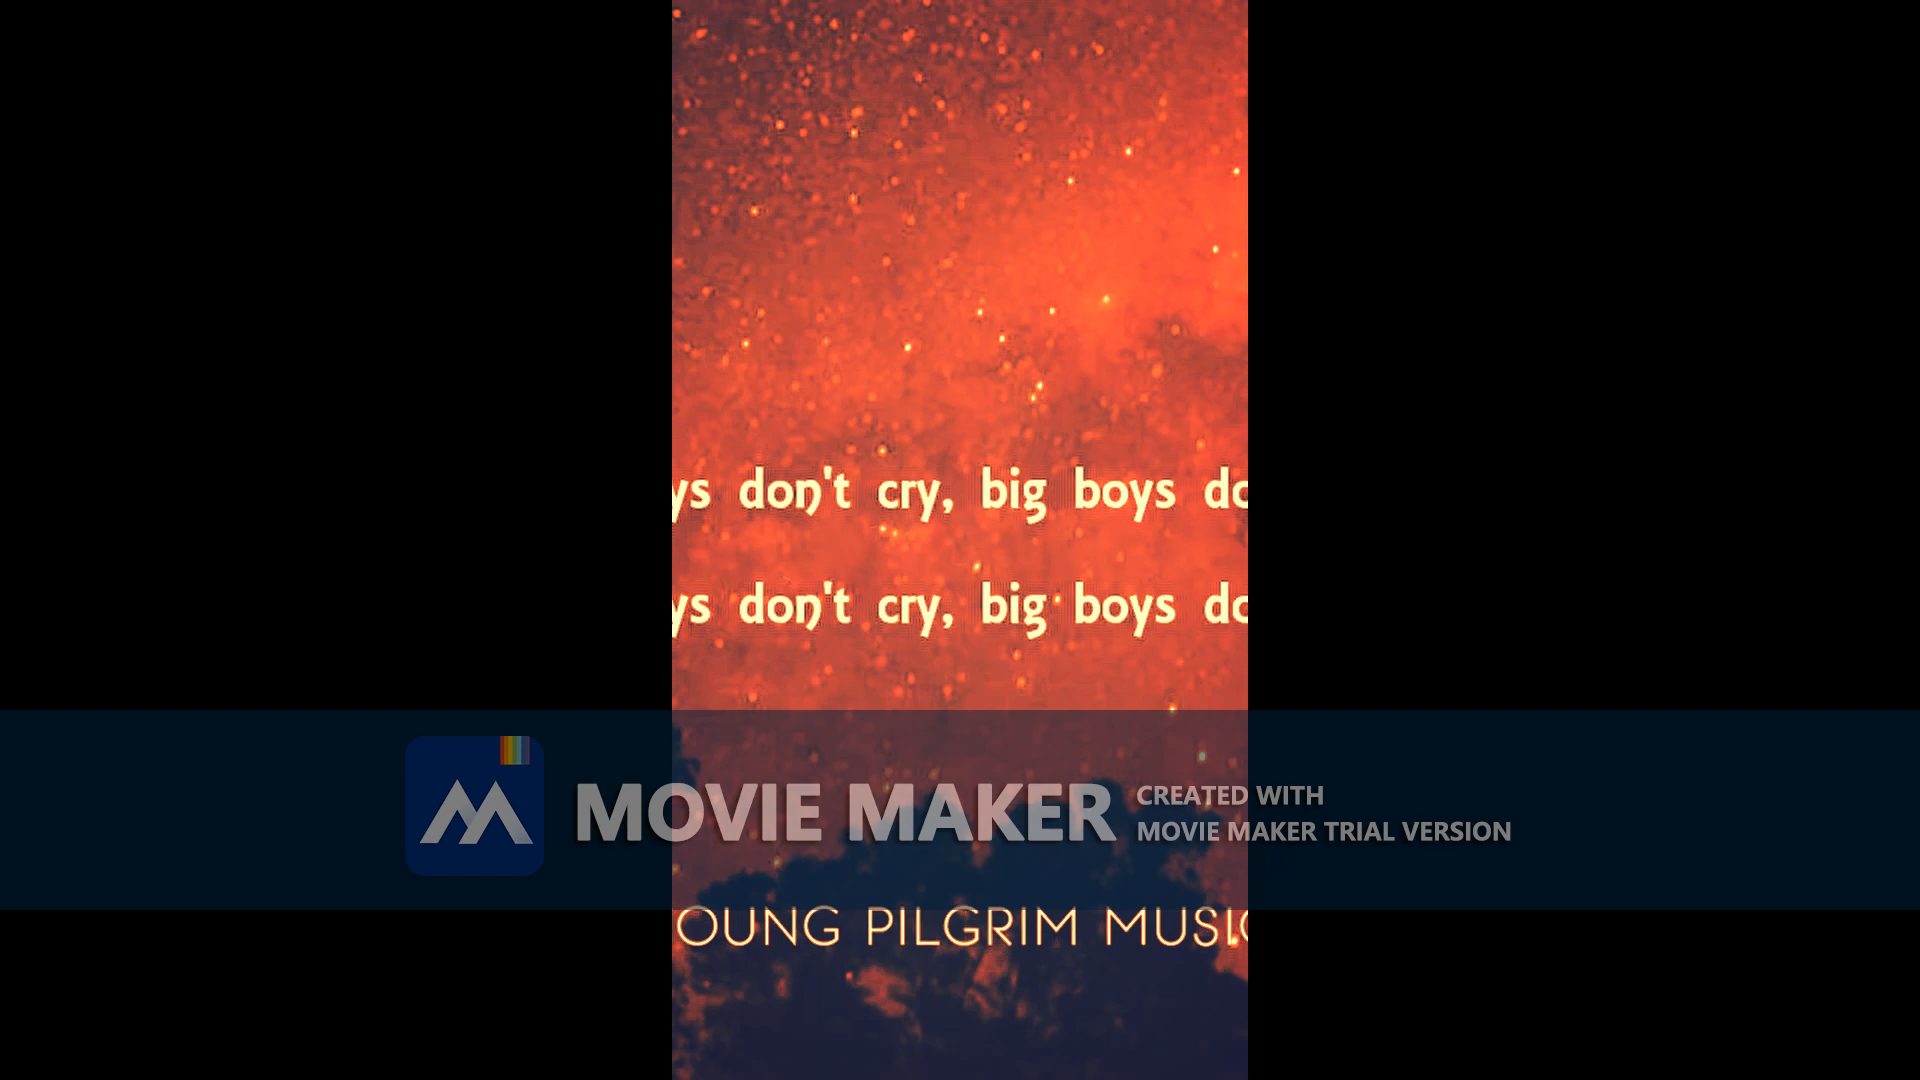 ys don't cry, big boys do
ys don't cry, big boys do
MOVIE MAKER
CREATED WITH
MOVIE MAKER TRIAL VERSION
OUNG PILGRIM MUSIC